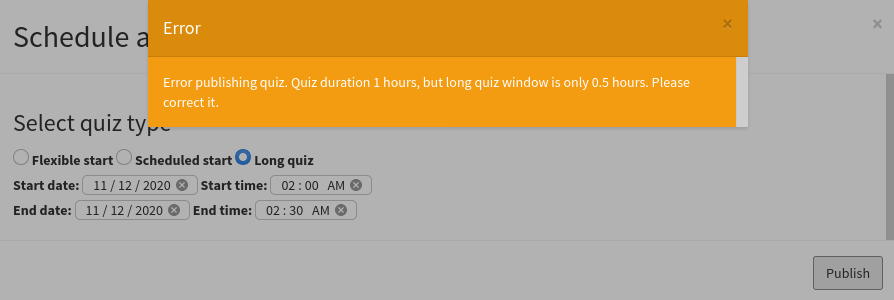 Schedule a
Error
×
×
Error publishing quiz. Quiz duration 1 hours, but long quiz window is only 0.5 hours. Please
correct it.
Select quiz type
Flexible start Scheduled start Long quiz
Start date: 11 / 12 / 2020 Start time: 02 : 00 AM
End date: 11 / 12 / 2020 End time: 02 : 30 AM
Publish